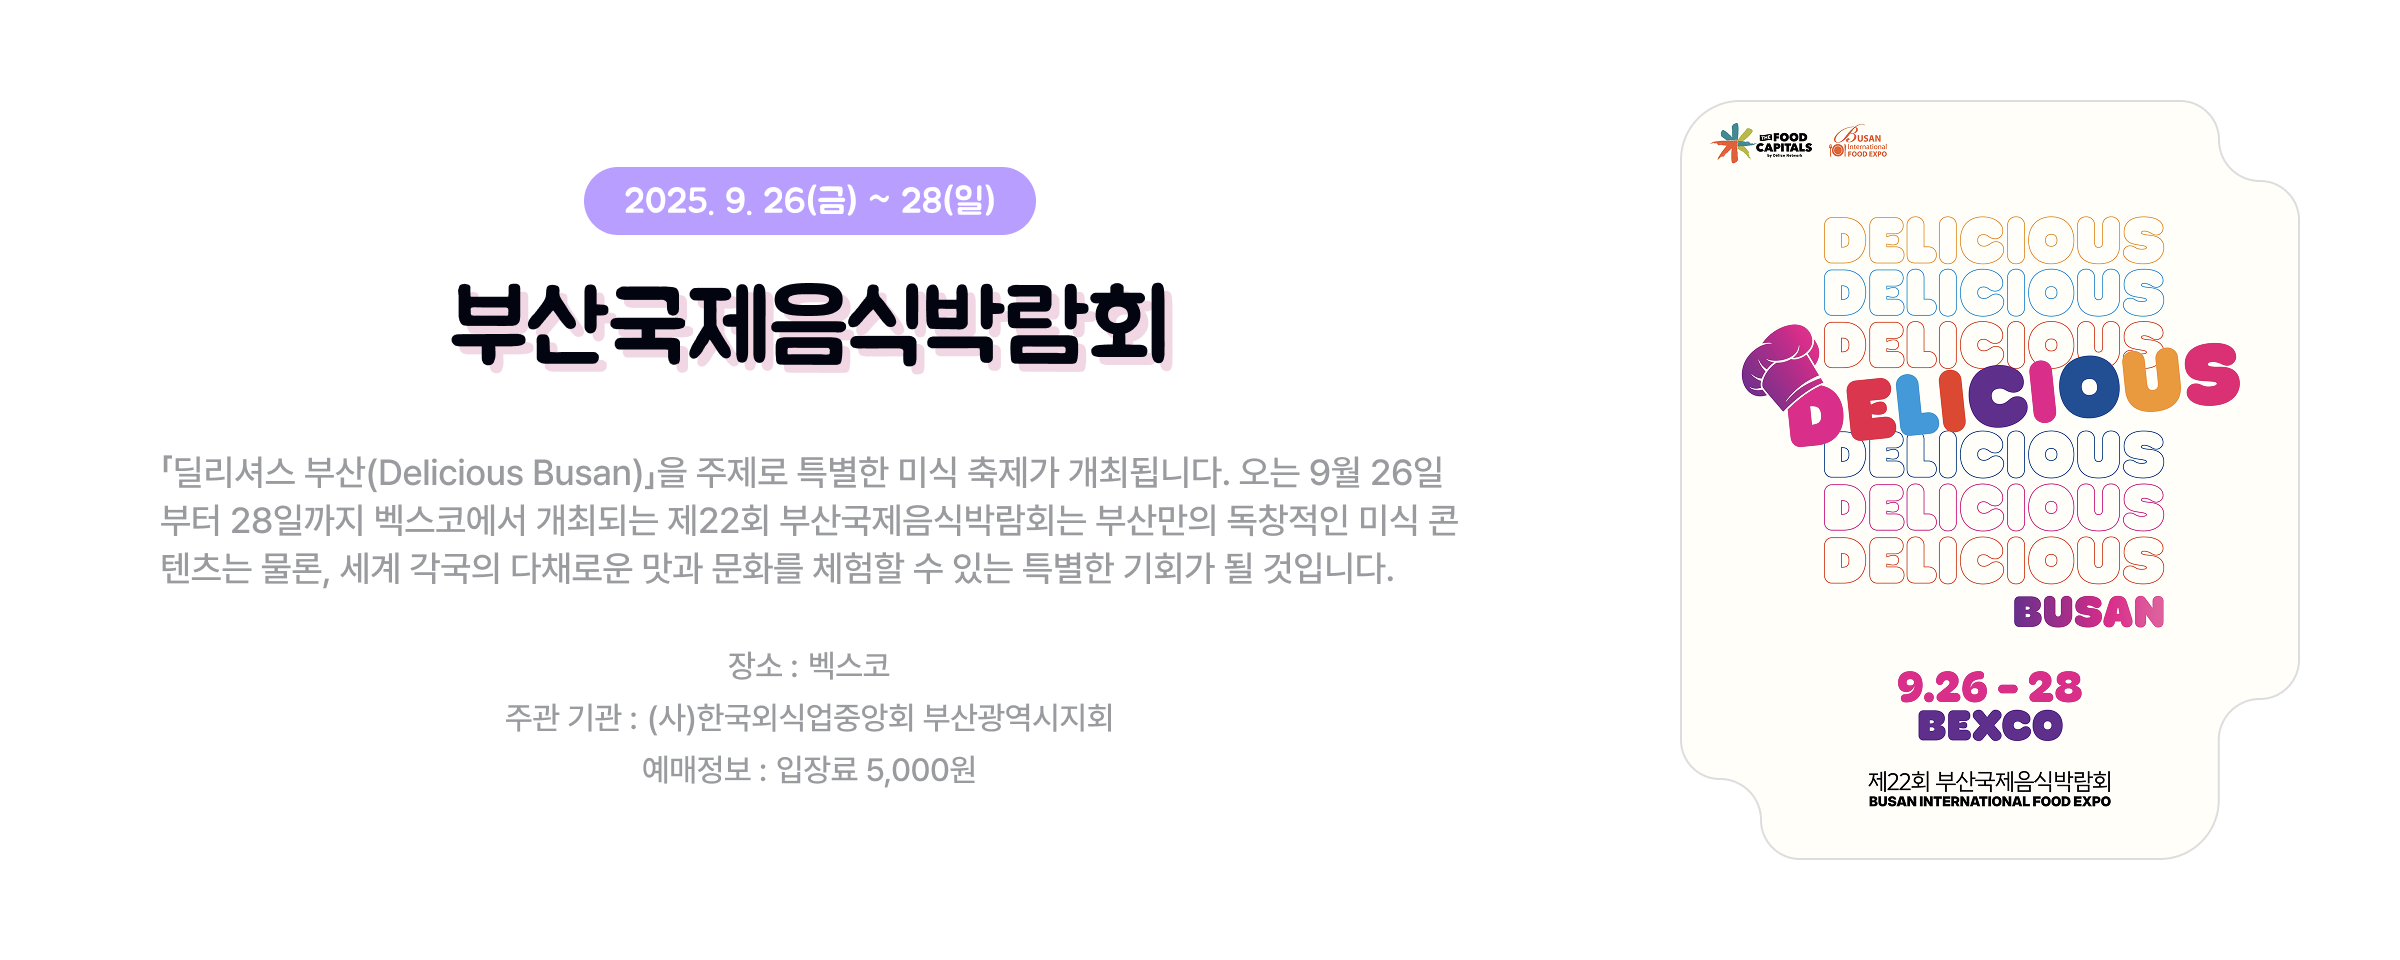 2025. 9. 26(금) ~ 28(일)
부산국제음식박람회
「딜리셔스 부산(Delicious Busan)」을 주제로 특별한 미식 축제가 개최됩니다. 오는 9월 26일
부터 28일까지 벡스코에서 개최되는 제22회 부산국제음식박람회는 부산만의 독창적인 미식 콘
텐츠는 물론, 세계 각국의 다채로운 맛과 문화를 체험할 수 있는 특별한 기회가 될 것입니다.
장소 : 벡스코
주관 기관 : (사)한국외식업중앙회 부산광역시지회
예매정보 : 입장료 5,000원
THE FOOD
CAPITALS
by Délice Network
BUSAN
International
FOOD EXPO
DELICIOUS
DELICIOUS
DELICIOUS
DELICIOUS
DELICIOUS
DELICIOUS
DELICIOUS
BUSAN
9.26 - 28
BEXCO
제22회 부산국제음식박람회
BUSAN INTERNATIONAL FOOD EXPO